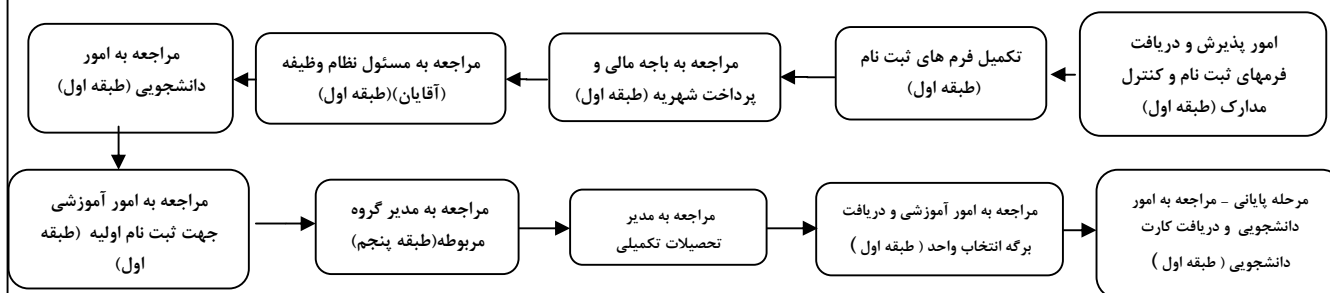 امور پذیرش و دریافت
فرمهای ثبت نام و کنترل
مدارک (طبقه اول)
تکمیل فرم های ثبت نام
(طبقه اول)
مراجعه به باجه مالی و
پرداخت شهریه (طبقه اول)
مراجعه به مسئول نظام وظیفه
(آقایان)(طبقه اول)
مراجعه به امور
دانشجویی (طبقه اول)
مراجعه به امور آموزشی
جهت ثبت نام اولیه (طبقه
اول)
مراجعه به مدیر گروه
مربوطه(طبقه پنجم)
مراجعه به مدیر
تحصیلات تکمیلی
مراجعه به امور آموزشی و دریافت
برگه انتخاب واحد ( طبقه اول )
مرحله پایانی - مراجعه به امور
دانشجویی و دریافت کارت
دانشجویی ( طبقه اول )